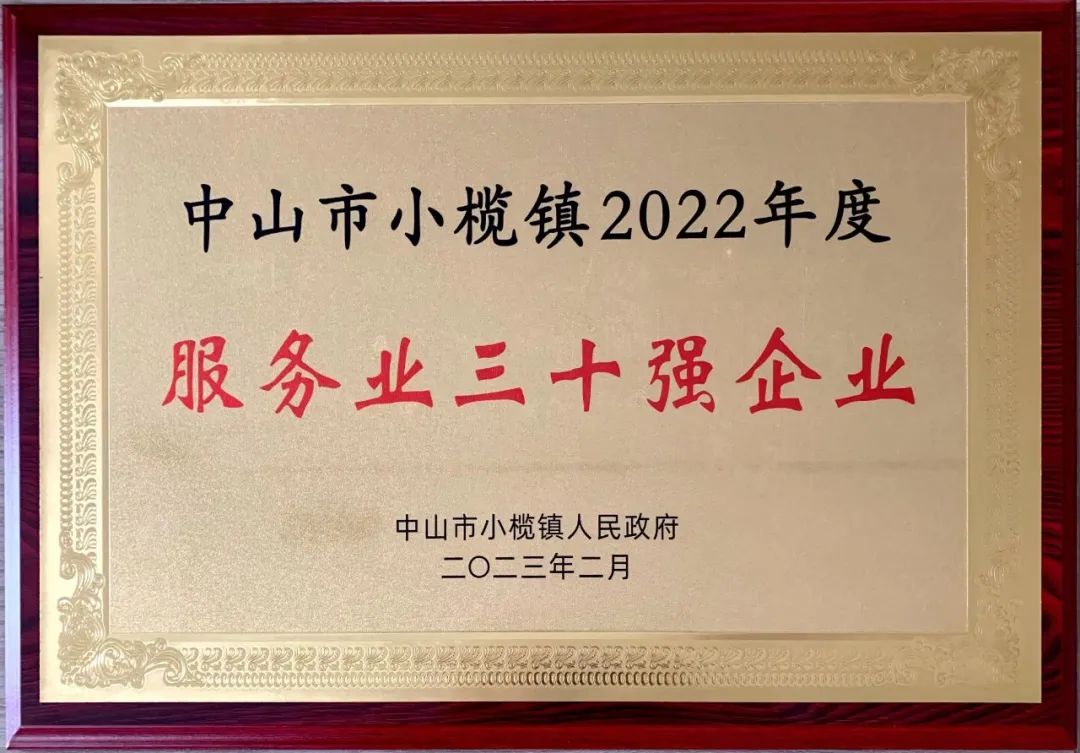 中山市小榄镇2022年度
服务业三十强企业
中山市小榄镇人民政府
二〇二三年二月